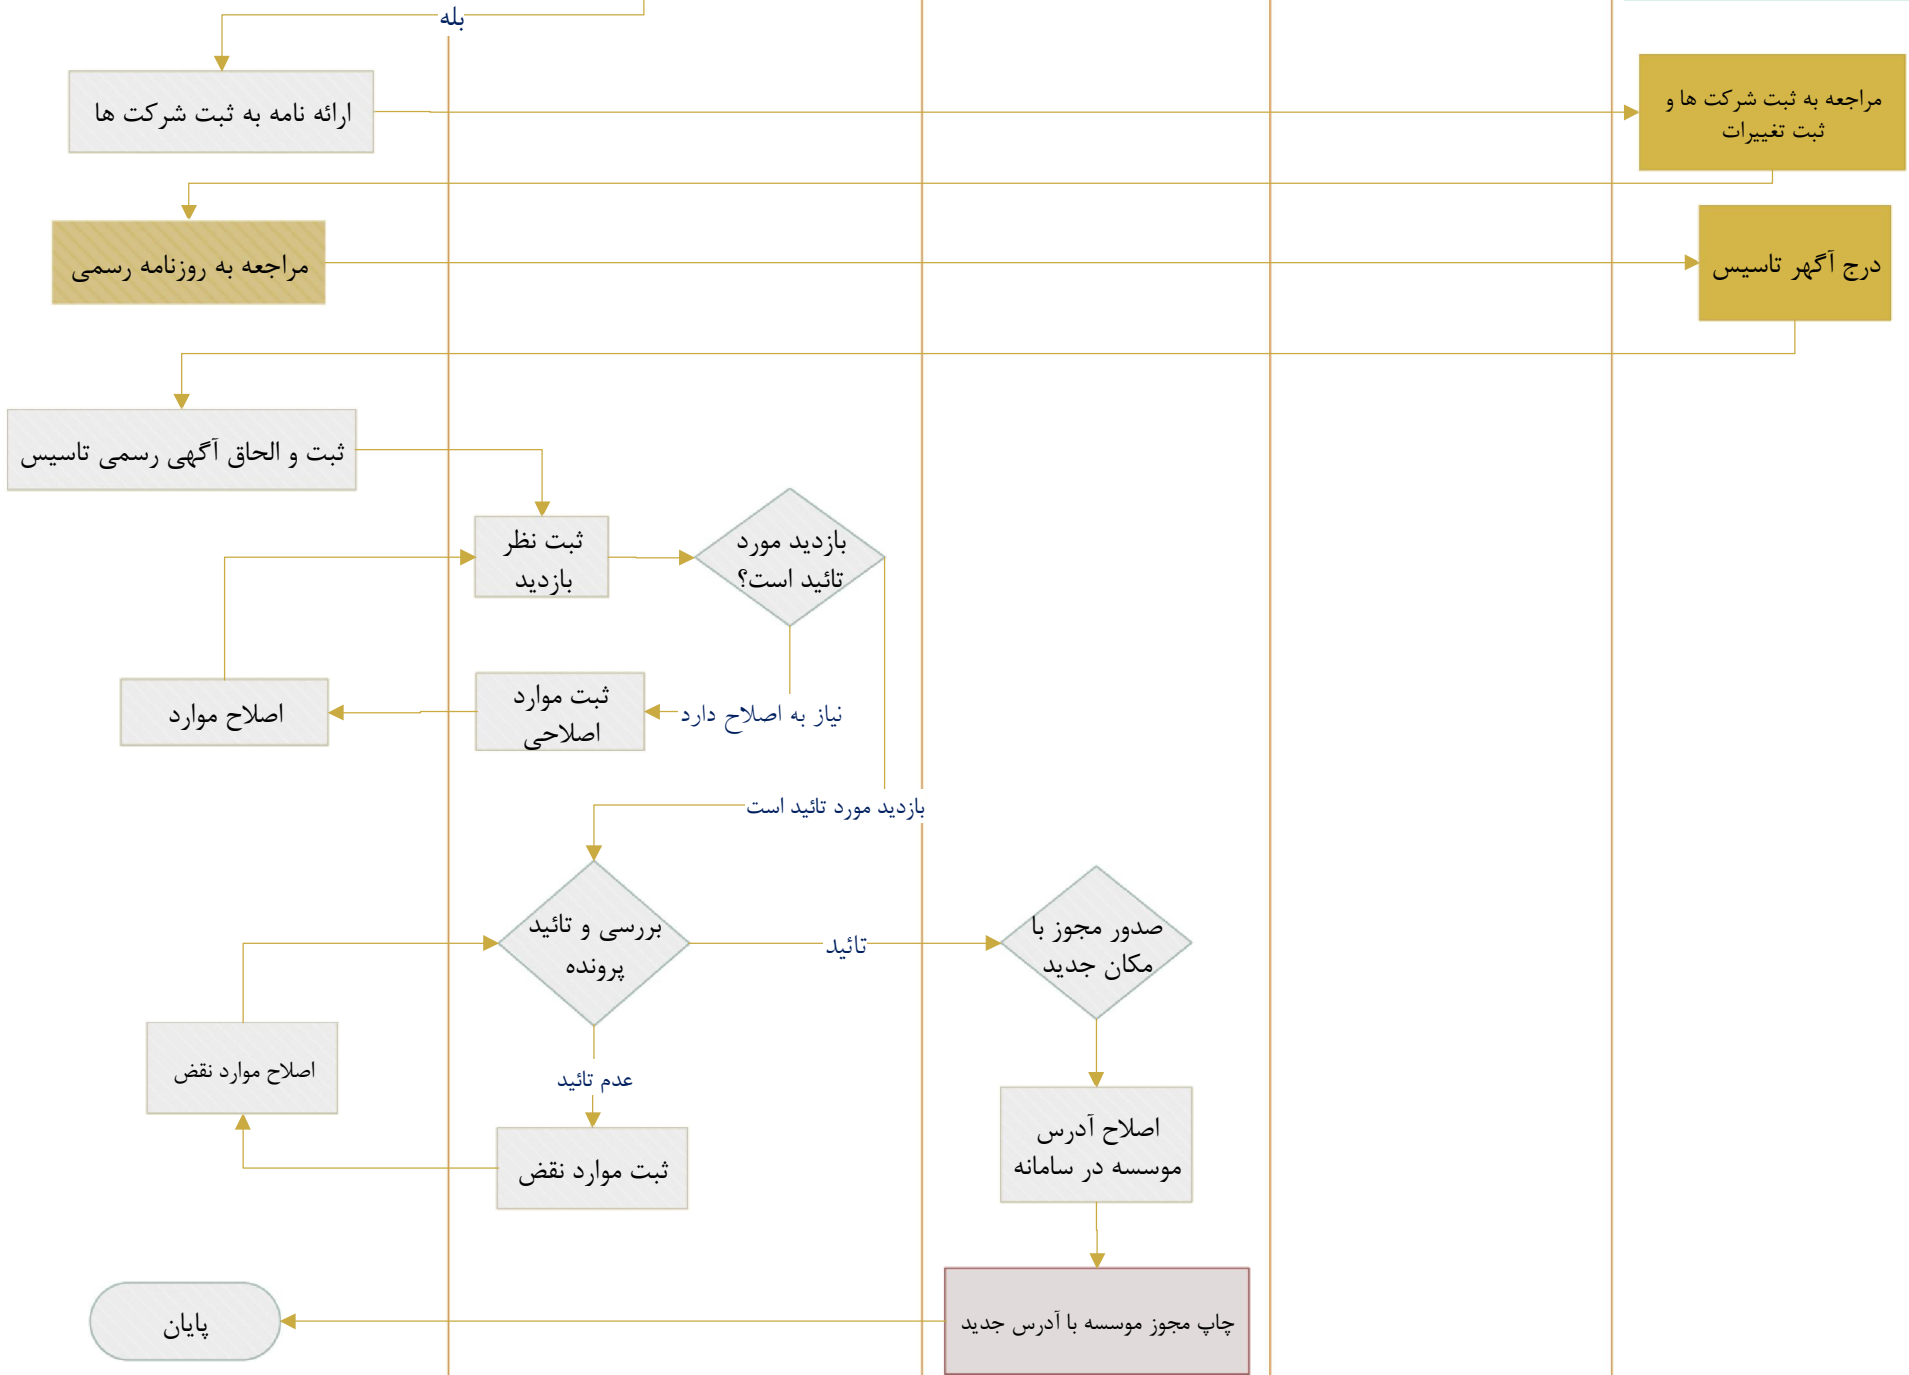 بله
ارائه نامه به ثبت شرکت ها
مراجعه به ثبت شرکت ها و
ثبت تغییرات
مراجعه به روزنامه رسمی
درج آگهر تاسیس
ثبت و الحاق آگهی رسمی تاسیس
ثبت نظر
بازدید
بازدید مورد
تائید است؟
نیاز به اصلاح دارد
ثبت موارد
اصلاحی
اصلاح موارد
بازدید مورد تائید است
بررسی و تائید
پرونده
تائید
صدور مجوز با
مکان جدید
عدم تائید
ثبت موارد نقض
اصلاح موارد نقض
اصلاح آدرس
موسسه در سامانه
چاپ مجوز موسسه با آدرس جدید
پایان